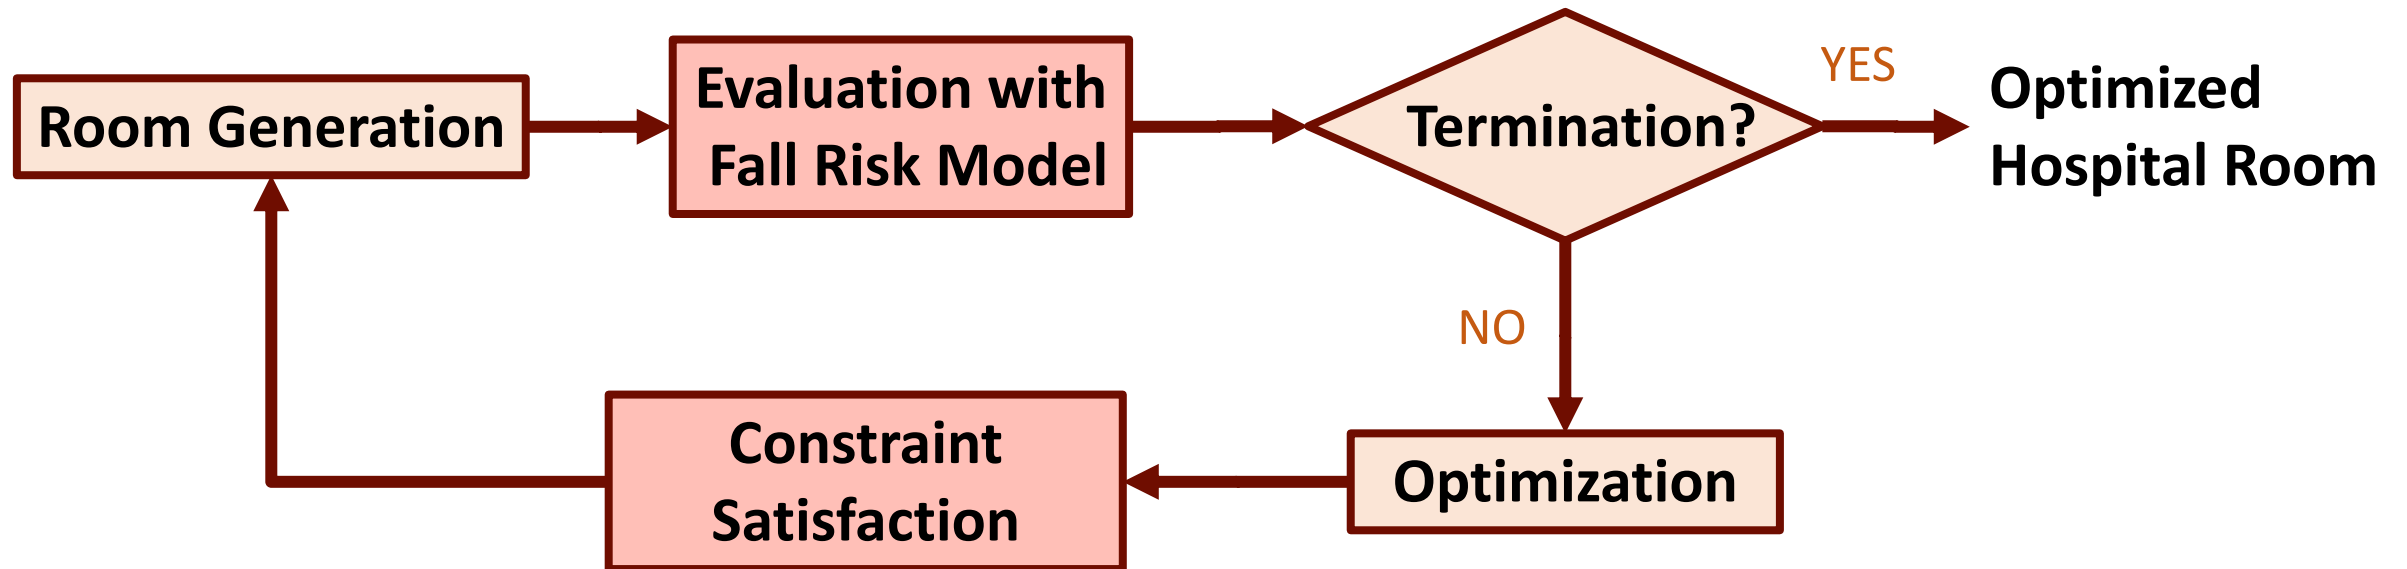 Room Generation
Evaluation with
Fall Risk Model
Termination?
YES
Optimized
Hospital Room
NO
Optimization
Constraint
Satisfaction